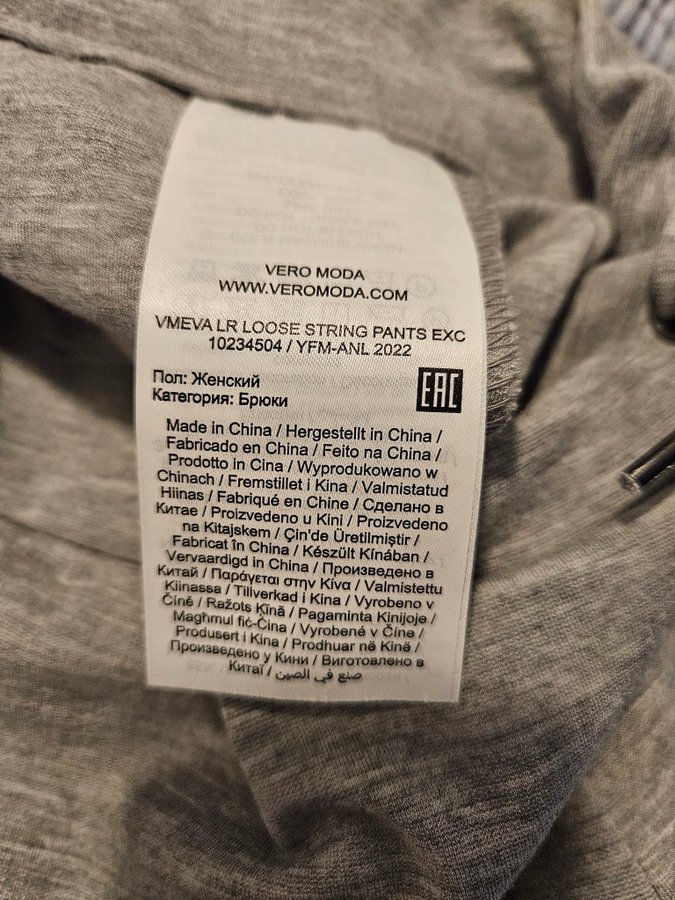 VERO MODA
WWW.VEROMODA.COM
VMEVA LR LOOSE STRING PANTS EXC
10234504 / YFM-ANL 2022
Пол: Женский
Категория: Брюки
EAC
Made in China / Hergestellt in China /
Fabricado en China / Feito na China /
Prodotto in Cina / Wyprodukowano w
Chinach / Fremstillet i Kina / Valmistatud
Hiinas / Fabriqué en Chine / Сделано в
Китае / Proizvedeno u Kini / Proizvedeno
na Kitajskem / Çin'de Üretilmiştir /
Fabricat în China / Készült Kínában /
Vervaardigd in China / Произведено в
Китай / Παράγεται στην Κίνα / Valmistettu
Kiinassa / Tillverkad i Kina / Vyrobeno v
Číně / Ražots Ķīnā / Pagaminta Kinijoje /
Magħmul fiċ-Ċina / Vyrobené v Číne /
Produsert i Kina / Prodhuar në Kinë /
Произведено у Кини / Виготовлено в
Китаї / صنع في الصين